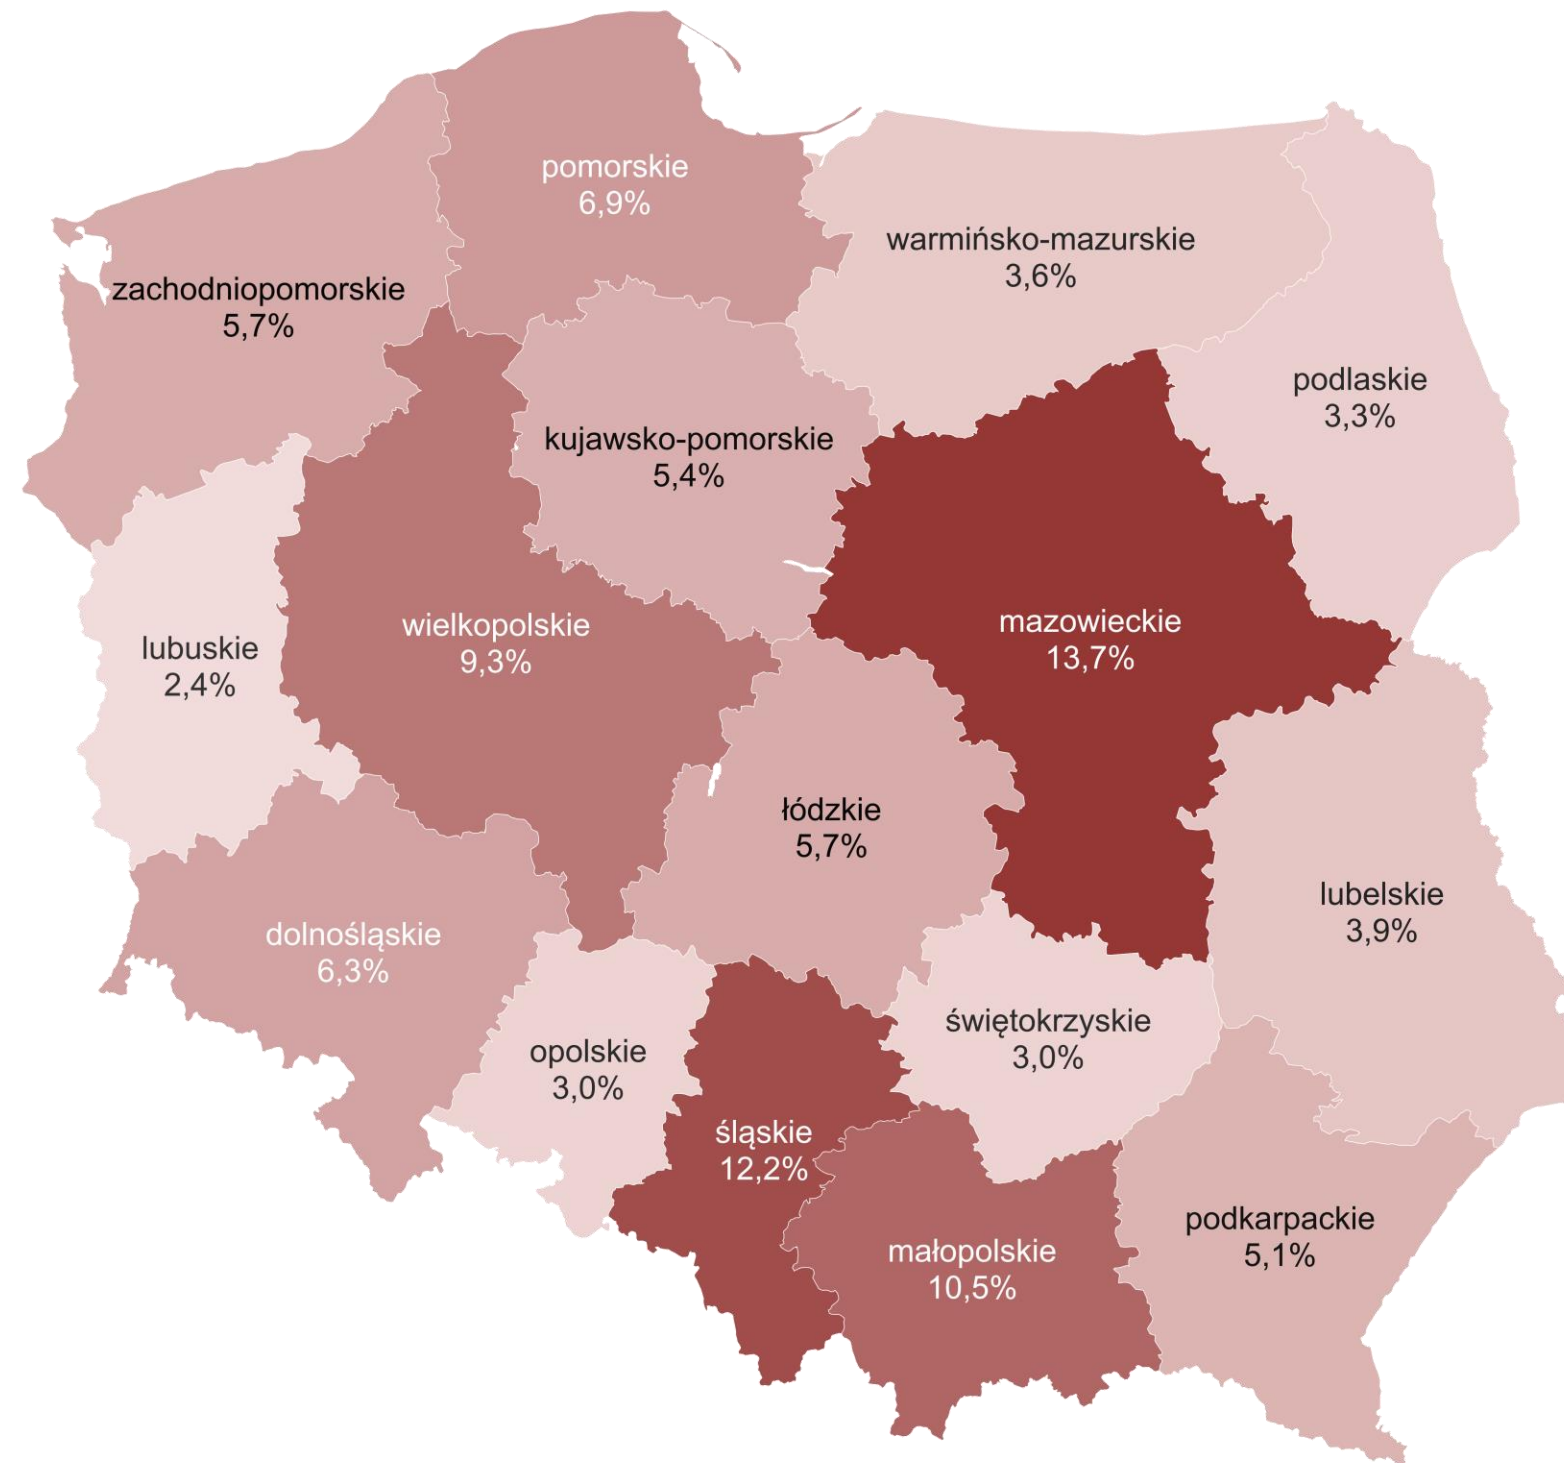 pomorskie
6,9%
warmińsko-mazurskie
3,6%
zachodniopomorskie
5,7%
podlaskie
3,3%
kujawsko-pomorskie
5,4%
mazowieckie
13,7%
wielkopolskie
9,3%
lubuskie
2,4%
łódzkie
5,7%
lubelskie
3,9%
dolnośląskie
6,3%
świętokrzyskie
3,0%
opolskie
3,0%
śląskie
12,2%
podkarpackie
5,1%
małopolskie
10,5%